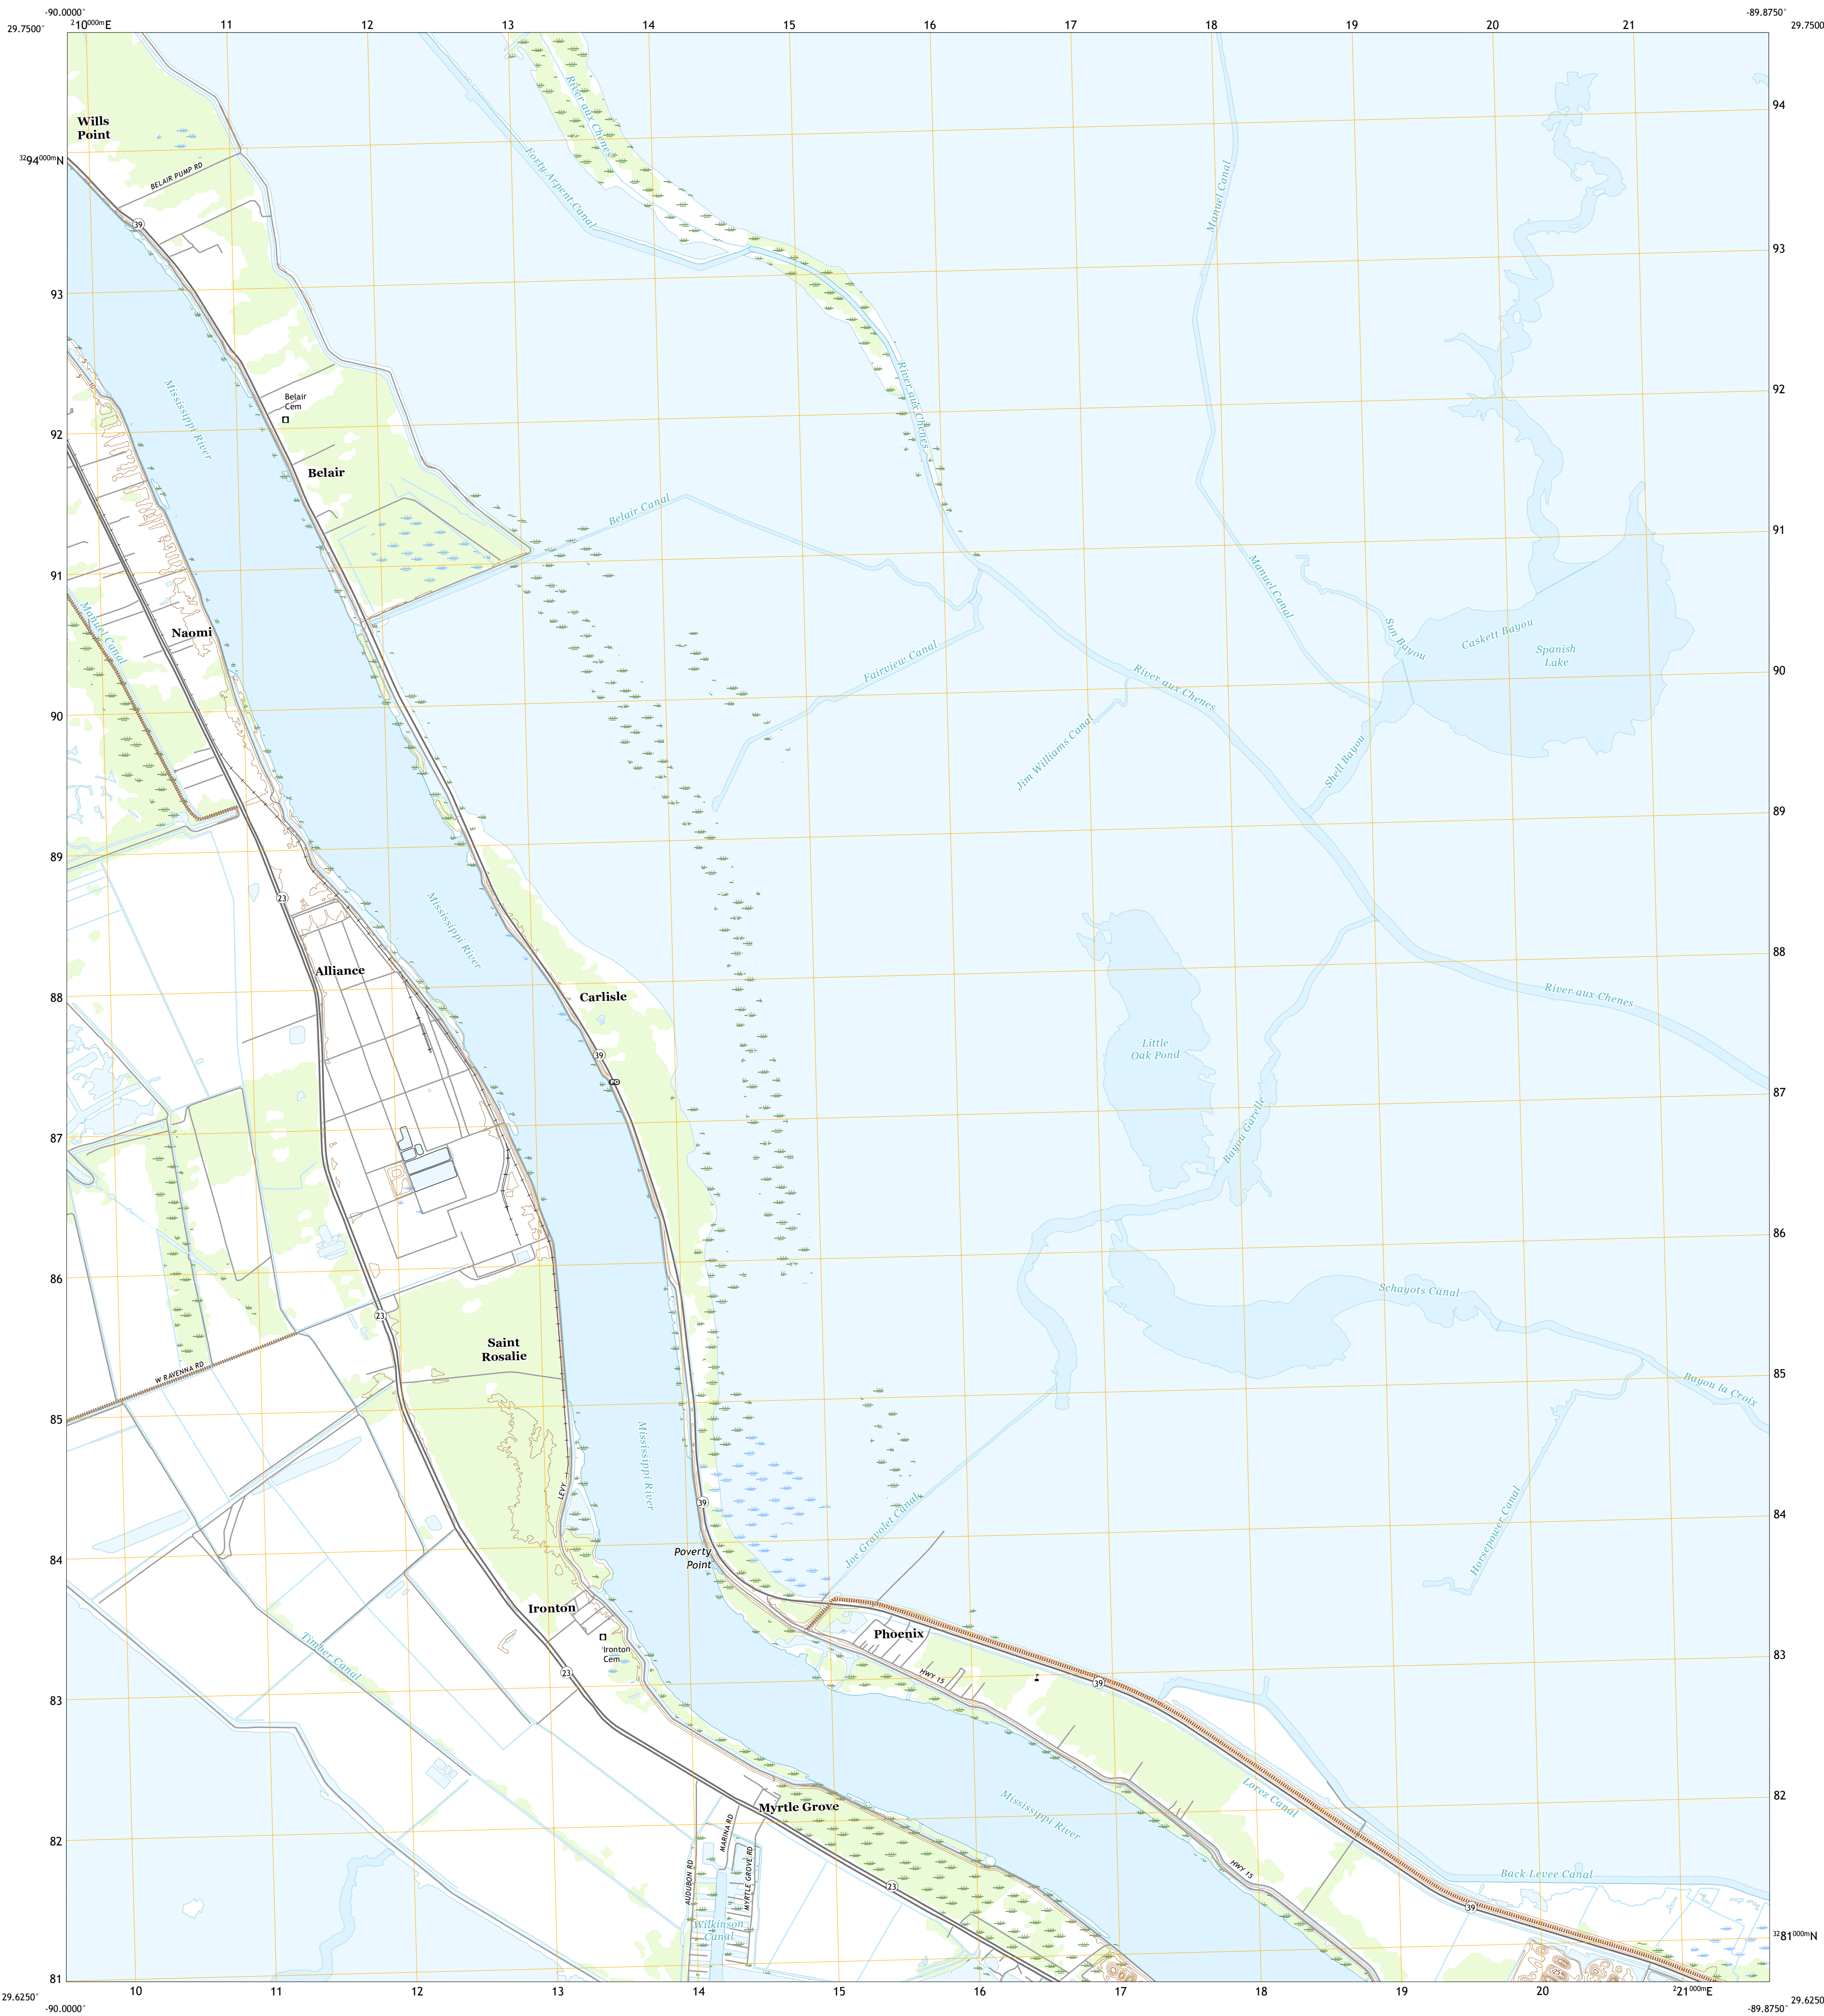 -90.0000°
-89.8750°
29.7500°
²10⁰⁰⁰ᵐE
11
12
13
14
15
16
17
18
19
20
21
29.7500°
94
Wills
Point
River aux Chenes
Forty Arpent Canal
Manuel Canal
³²94⁰⁰⁰ᵐN
BELAIR PUMP RD
39
93
93
River aux Chenes
92
Mississippi River
Belair
Cem
5
10
5
92
Belair
Belair Canal
91
91
Manuel Canal
Manuel Canal
Naomi
Sun Bayou
Caskett Bayou
Spanish
Lake
Fairview Canal
River aux Chenes
90
90
Jim Williams Canal
Shell Bayou
89
89
23
Mississippi River
Alliance
88
Carlisle
88
River aux Chenes
39
Little
Oak Pond
PO
87
87
Bayou Garelle
86
86
Schayots Canal
23
Saint
Rosalie
W RAVENNA RD
85
Bayou la Croix
85
Mississippi River
LEVY
39
84
Joe Gravolet Canal
Horsepower Canal
Poverty
Point
84
Ironton
Phoenix
Timber Canal
Ironton
Cem
83
23
HWY 15
39
83
Lorez Canal
Mississippi River
82
Myrtle Grove
MARINA RD
82
AUDUBON RD
MYRTLE GROVE RD
23
HWY 15
Back Levee Canal
39
Wilkinson
Canal
³²81⁰⁰⁰ᵐN
25
81
10
11
12
13
14
15
16
17
18
19
20
²21⁰⁰⁰ᵐE
29.6250°
29.6250°
-90.0000°
-89.8750°